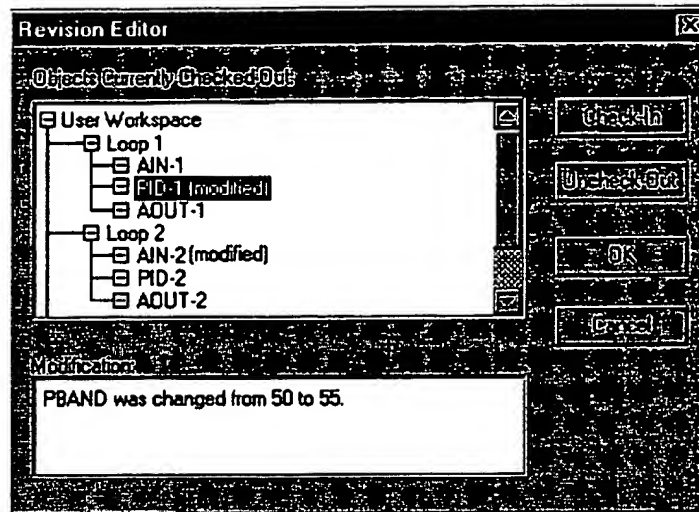 Revision Editor
Objects Currently Checked Out:
User Workspace
Loop 1
AIN-1
PID-1 (modified)
AOUT-1
Loop 2
AIN-2 (modified)
PID-2
AOUT-2
Check-In
Uncheck Out
OK
Cancel
Modification:
PBAND was changed from 50 to 55.